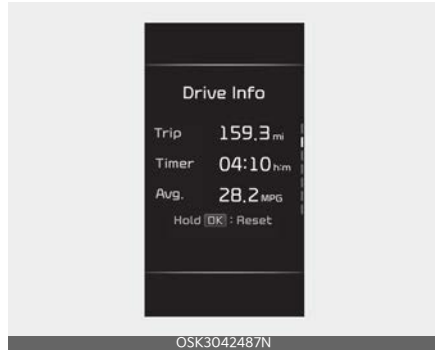 Drive Info
Trip 159.3 mi
Timer 04:10 h:m
Avg. 28.2 MPG
Hold OK : Reset
OSK3042487N